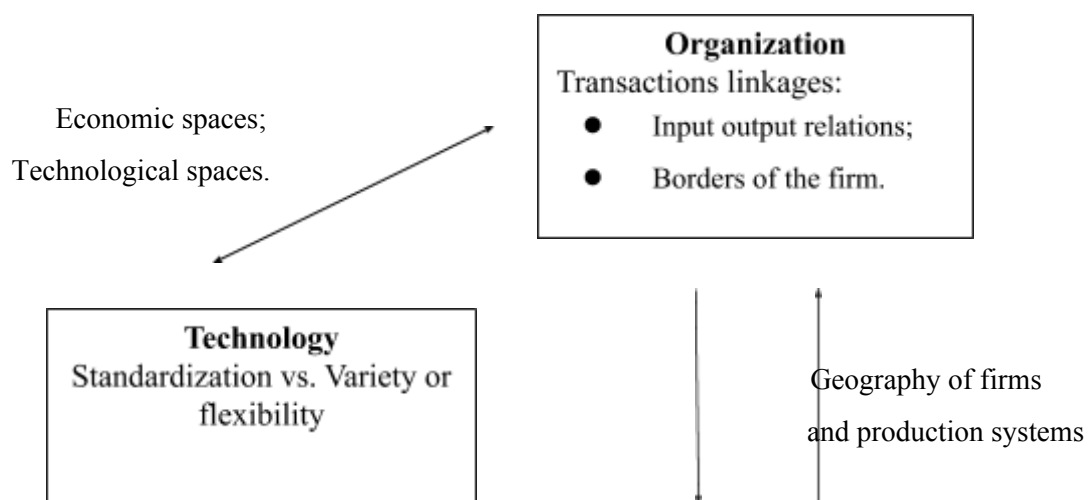 Organization
Transactions linkages:
● Input output relations;
● Borders of the firm.
Economic spaces;
Technological spaces.
Technology
Standardization vs. Variety or
flexibility
Geography of firms
and production systems